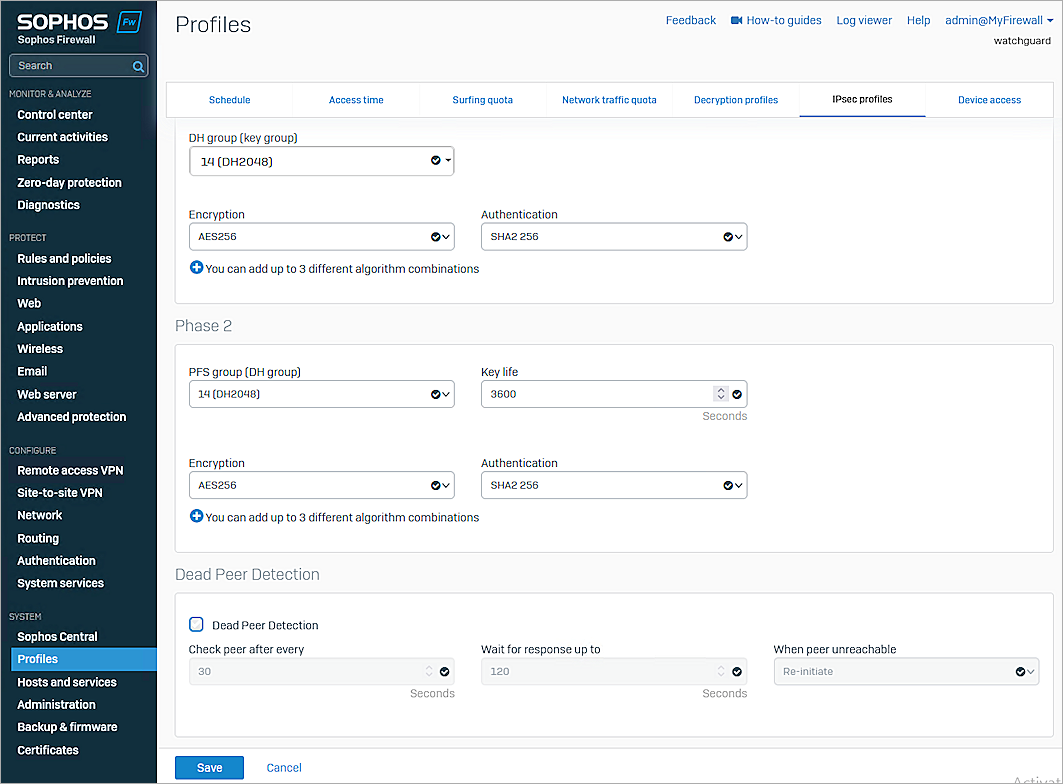 SOPHOS Fw
Sophos Firewall
Search
MONITOR & ANALYZE
Control center
Current activities
Reports
Zero-day protection
Diagnostics
PROTECT
Rules and policies
Intrusion prevention
Web
Applications
Wireless
Email
Web server
Advanced protection
CONFIGURE
Remote access VPN
Site-to-site VPN
Network
Routing
Authentication
System services
SYSTEM
Sophos Central
Profiles
Hosts and services
Administration
Backup & firmware
Certificates
Profiles
Feedback How-to guides Log viewer Help admin@MyFirewall
watchguard
Schedule Access time Surfing quota Network traffic quota Decryption profiles IPsec profiles Device access
DH group (key group)
14 (DH2048)
Encryption Authentication
AES256 SHA2 256
You can add up to 3 different algorithm combinations
Phase 2
PFS group (DH group) Key life
14 (DH2048) 3600
Seconds
Encryption Authentication
AES256 SHA2 256
You can add up to 3 different algorithm combinations
Dead Peer Detection
Dead Peer Detection
Check peer after every Wait for response up to When peer unreachable
30 120 Re-initiate
Seconds Seconds
Save Cancel